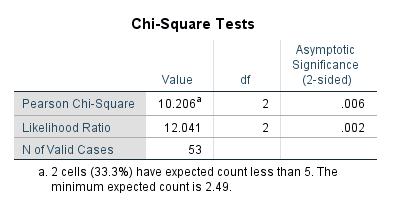 Chi-Square Tests
Asymptotic
Significance
(2-sided)
Value df
Pearson Chi-Square 10.206a 2 .006
Likelihood Ratio 12.041 2 .002
N of Valid Cases 53
a. 2 cells (33.3%) have expected count less than 5. The
minimum expected count is 2.49.